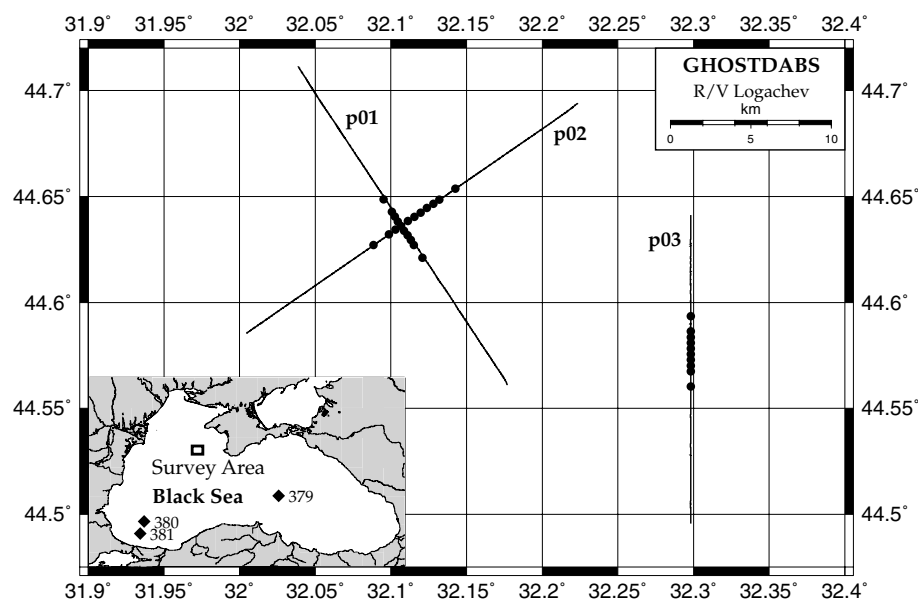 31.9 31.95 32 32.05 32.1 32.15 32.2 32.25 32.3 32.35 32.4
44.7° 44.7°
44.65° 44.65°
44.6° 44.6°
44.55° 44.55°
44.5° 44.5°
GHOSTDABS
R/V Logachev
km
0 5 10
p01
p02
p03
Survey Area
Black Sea
379
380
381
31.9 31.95 32 32.05 32.1 32.15 32.2 32.25 32.3 32.35 32.4